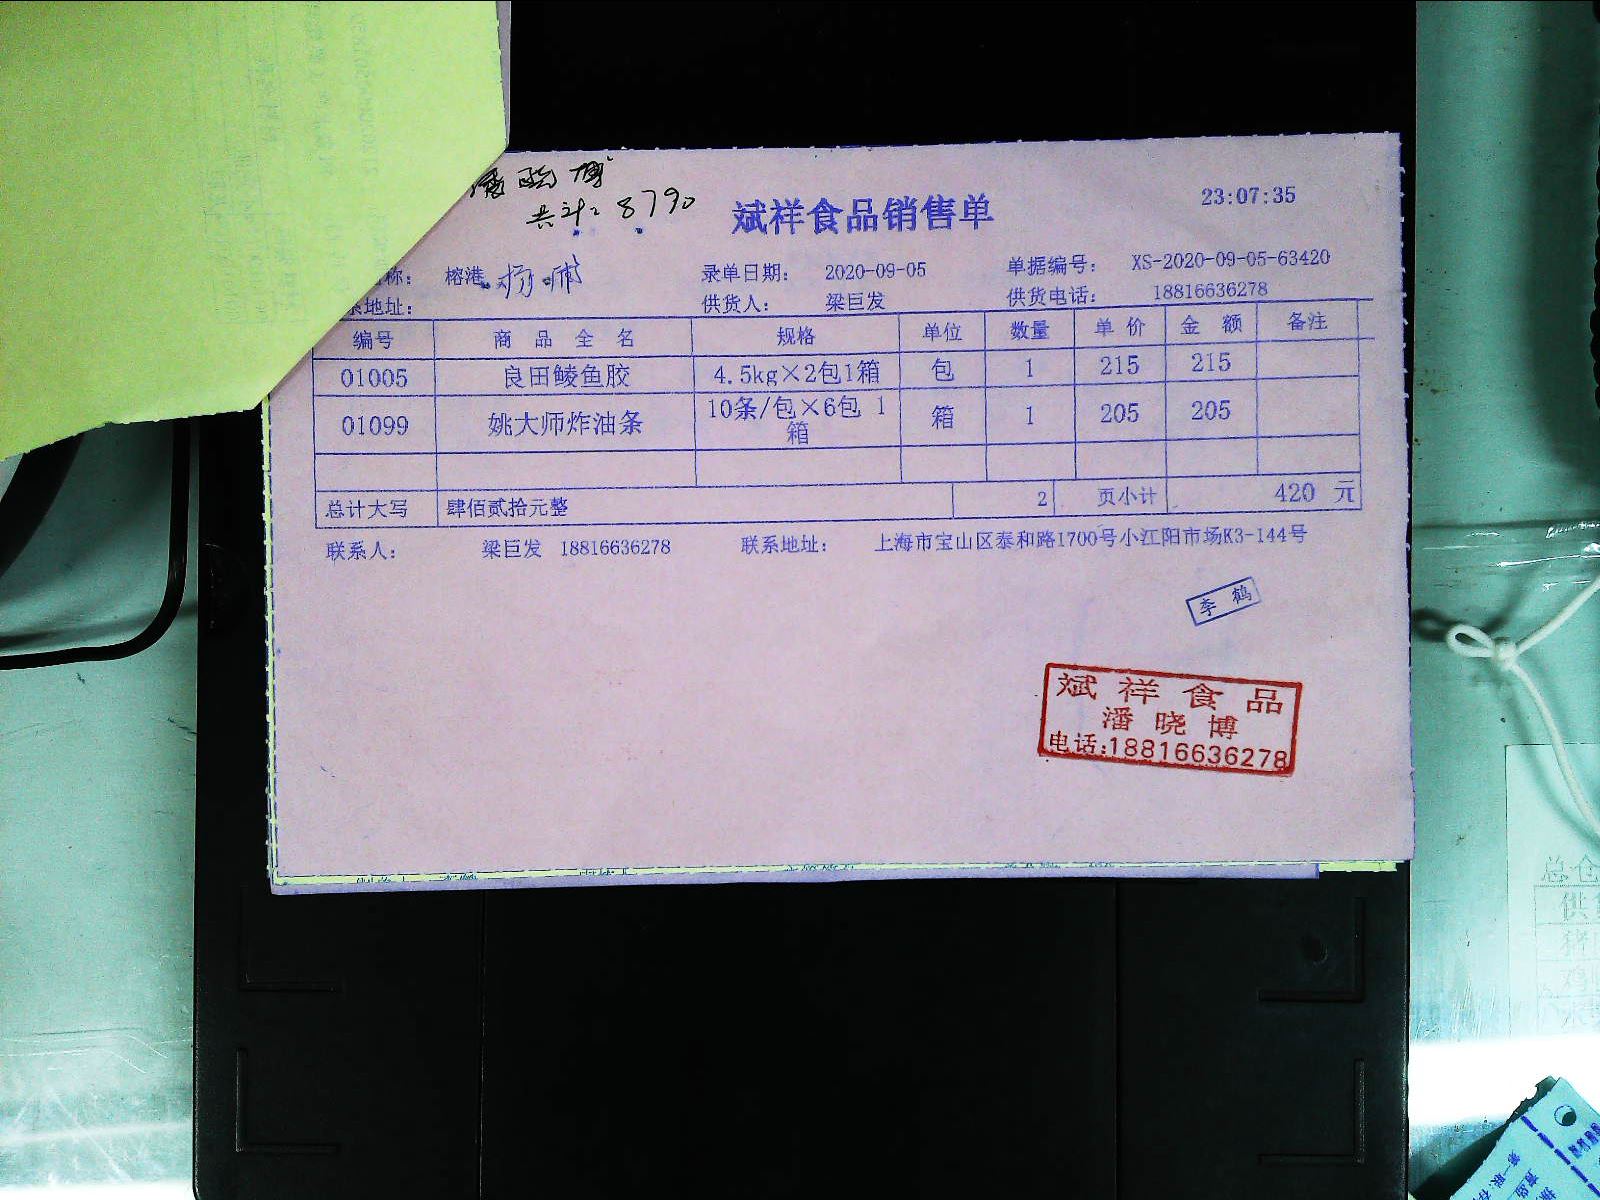 共计: 8790
斌祥食品销售单
23:07:35
称: 榕港 录单日期: 2020-09-05 单据编号: XS-2020-09-05-63420
地址: 供货人: 梁巨发 供货电话: 18816636278
编号 商品全名 规格 单位 数量 单价 金额 备注
01005 良田鲮鱼胶 4.5kg×2包1箱 包 1 215 215
01099 姚大师炸油条 10条/包×6包 1箱 箱 1 205 205
总计大写 肆佰贰拾元整 2 页小计 420 元
联系人: 梁巨发 18816636278 联系地址: 上海市宝山区泰和路1700号小江阳市场K3-144号
李鹤
斌祥食品
潘晓博
电话:18816636278
总仓